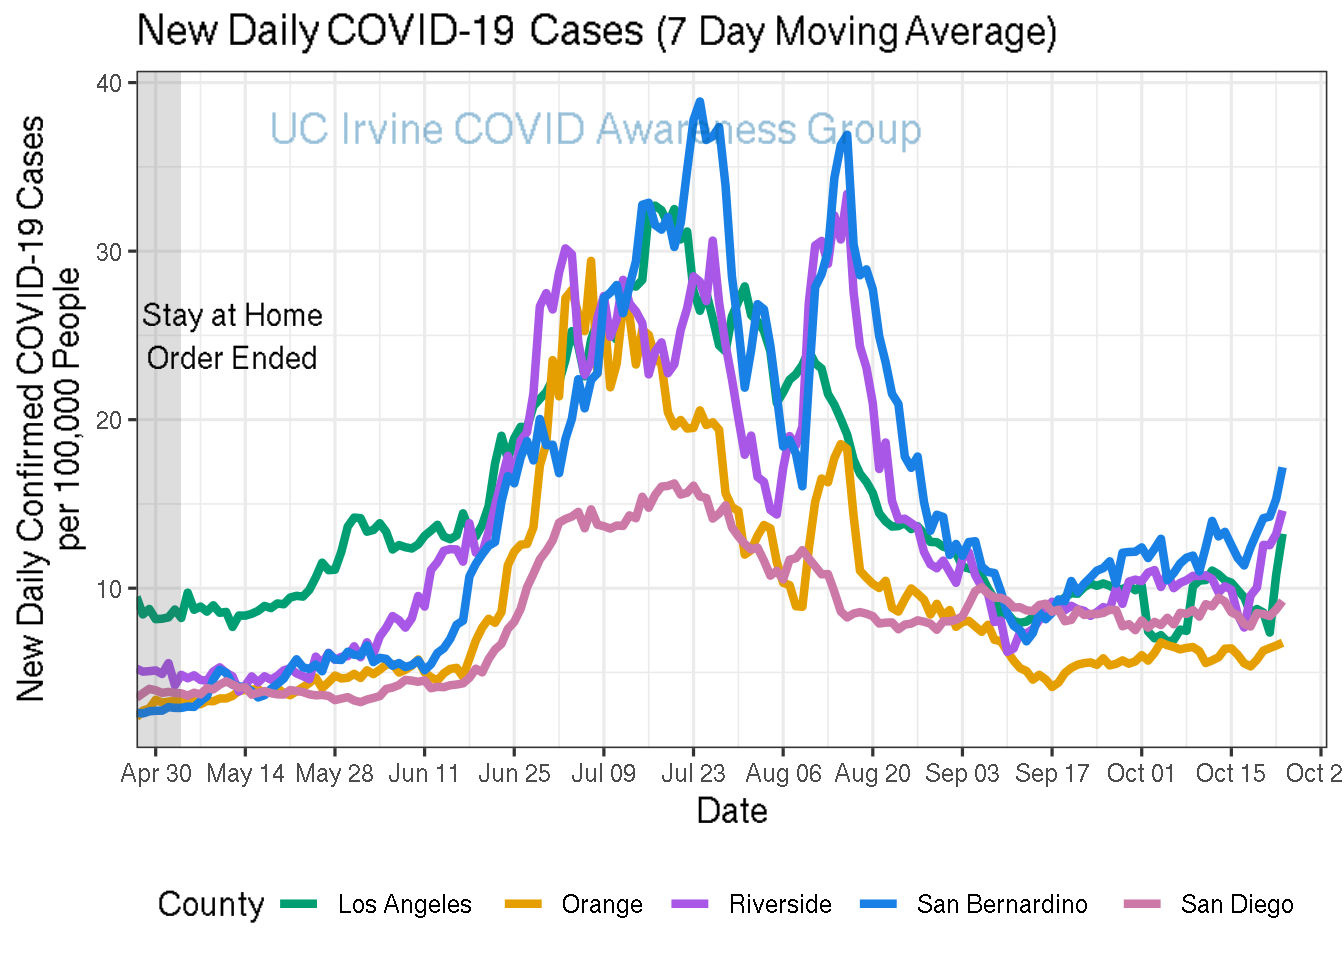 New Daily COVID-19 Cases (7 Day Moving Average)
UC Irvine COVID Awareness Group
New Daily Confirmed COVID-19 Cases
per 100,000 People
40
30
20
10
Stay at Home
Order Ended
Apr 30 May 14 May 28 Jun 11 Jun 25 Jul 09 Jul 23 Aug 06 Aug 20 Sep 03 Sep 17 Oct 01 Oct 15 Oct 2
Date
County Los Angeles Orange Riverside San Bernardino San Diego